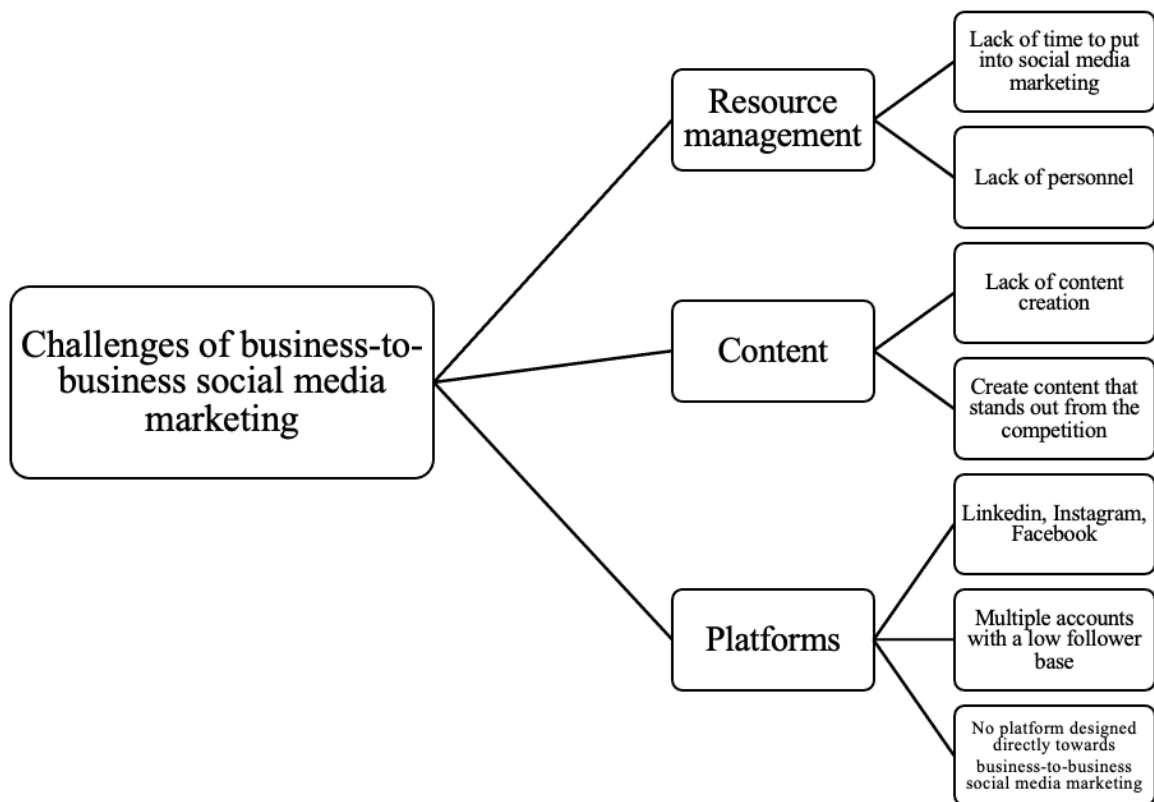 Challenges of business-to-
business social media
marketing
Resource
management
Lack of time to put
into social media
marketing
Lack of personnel
Content
Lack of content
creation
Create content that
stands out from the
competition
Platforms
Linkedin, Instagram,
Facebook
Multiple accounts
with a low follower
base
No platform designed
directly towards
business-to-business
social media marketing